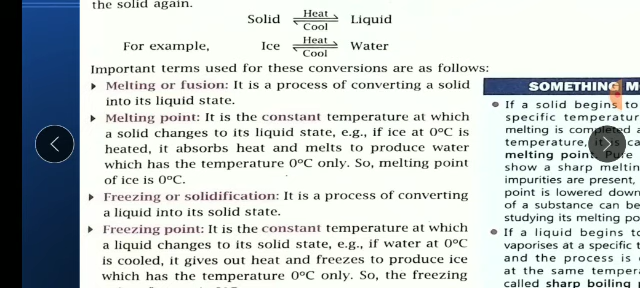 the solid again.
Solid Heat Cool Liquid
For example, Ice Heat Cool Water
Important terms used for these conversions are as follows:
Melting or fusion: It is a process of converting a solid
into its liquid state.
Melting point: It is the constant temperature at which
a solid changes to its liquid state, e.g., if ice at 0°C is
heated, it absorbs heat and melts to produce water
which has the temperature 0°C only. So, melting point
of ice is 0°C.
Freezing or solidification: It is a process of converting
a liquid into its solid state.
Freezing point: It is the constant temperature at which
a liquid changes to its solid state, e.g., if water at 0°C
is cooled, it gives out heat and freezes to produce ice
which has the temperature 0°C only. So, the freezing
SOMETHING M
If a solid begins to
specific temperatur
melting is completed a
temperature, it is ca
melting point. Pure
show a sharp meltin
impurities are present,
point is lowered down
of a substance can be
studying its melting po
If a liquid begins to
vaporises at a specific t
and the process is
at the same tempera
called sharp boiling